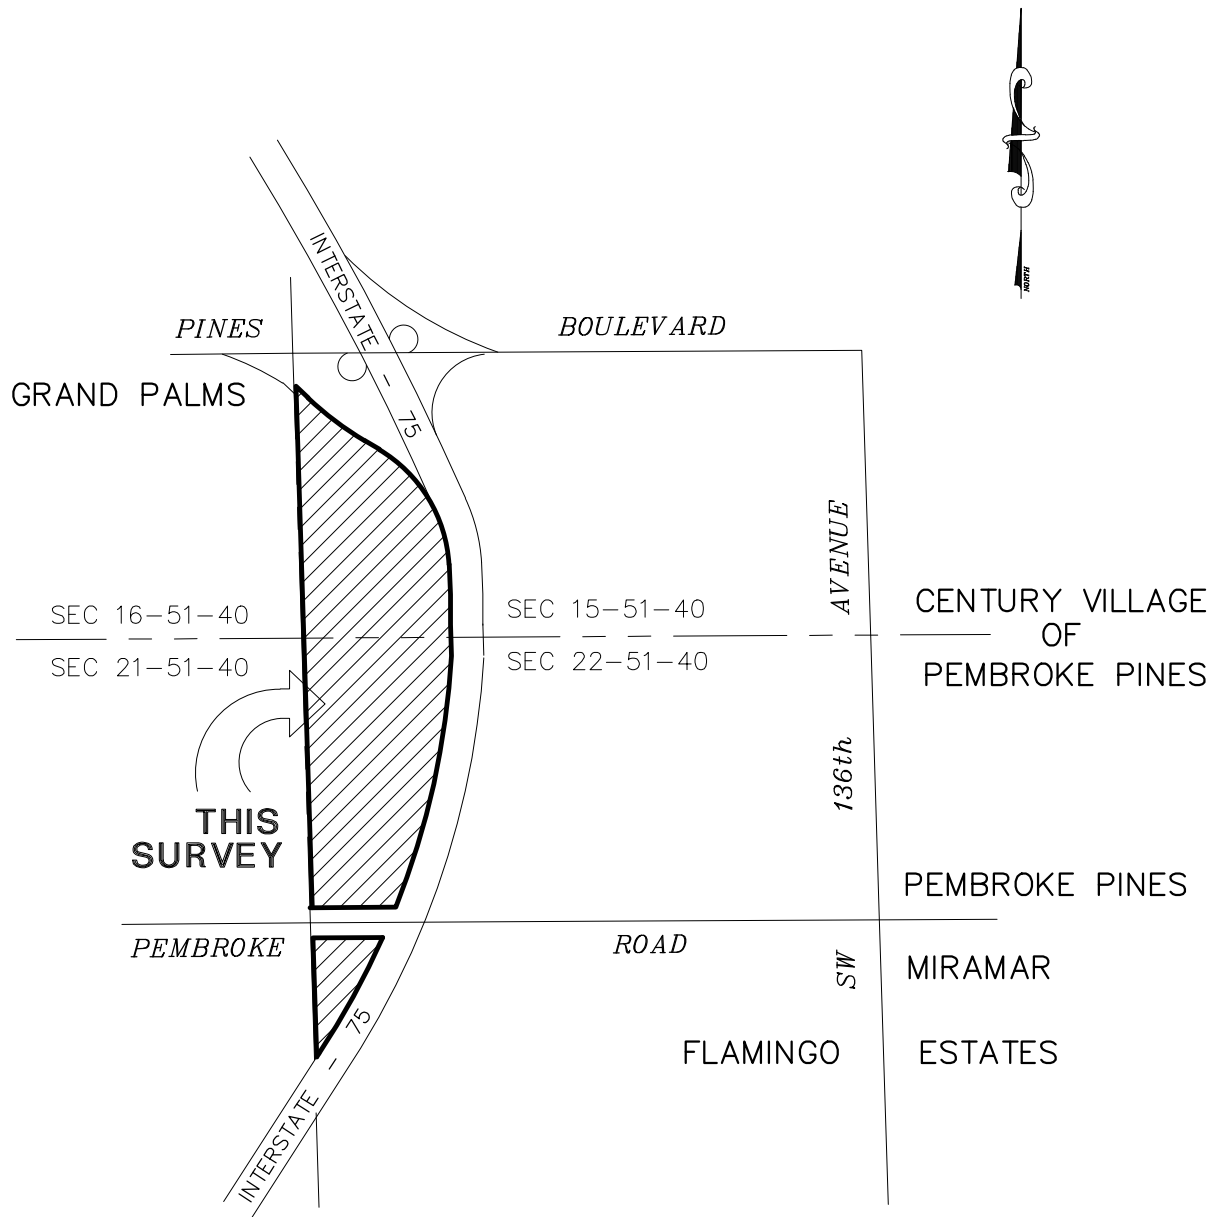 NORTH
INTERSTATE - 75
PINES BOULEVARD
GRAND PALMS
SEC 16-51-40
SEC 15-51-40
SEC 21-51-40
SEC 22-51-40
SW 136th AVENUE
CENTURY VILLAGE
OF
PEMBROKE PINES
THIS
SURVEY
PEMBROKE PINES
PEMBROKE ROAD
MIRAMAR
FLAMINGO ESTATES
INTERSTATE - 75